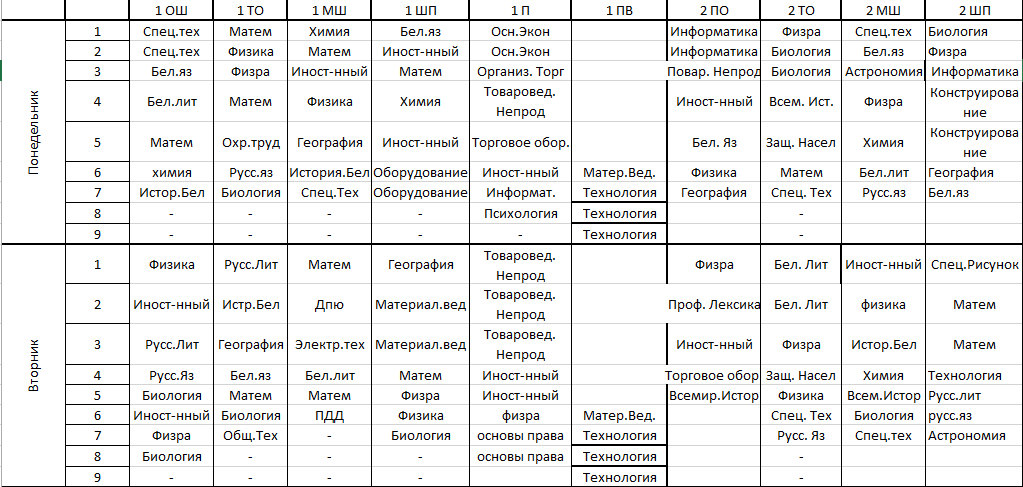 1 ОШ 1 ТО 1 МШ 1 ШП 1 П 1 ПВ 2 ПО 2 ТО 2 МШ 2 ШП
Понедельник
1 Спец.тех Матем Химия Бел.яз Осн.Экон Информатика Физра Спец.тех Биология
2 Спец.тех Физика Матем Иност-нный Осн.Экон Информатика Биология Бел.яз Физра
3 Бел.яз Физра Иност-нный Матем Организ. Торг Повар. Непрод Биология Астрономия Информатика
4 Бел.лит Матем Физика Химия Товаровед. Непрод Иност-нный Всем. Ист. Физра Конструирова ние
5 Матем Охр.труд География Иност-нный Торговое обор. Бел. Яз Защ. Насел Химия Конструирова ние
6 химия Русс.яз История.Бел Оборудование Иност-нный Матер.Вед. Физика Матем Бел.лит География
7 Истор.Бел Биология Спец.Тех Оборудование Информат. Технология География Спец. Тех Русс.яз Бел.яз
8 - - - - Психология Технология -
9 - - - - - Технология -
Вторник
1 Физика Русс.Лит Матем География Товаровед. Непрод Физра Бел. Лит Иност-нный Спец.Рисунок
2 Иност-нный Истр.Бел Дпю Материал.вед Товаровед. Непрод Проф. Лексика Бел. Лит физика Матем
3 Русс.Лит География Электр.тех Материал.вед Товаровед. Непрод Иност-нный Физра Истор.Бел Матем
4 Русс.Яз Бел.яз Бел.лит Матем Иност-нный Торговое обор Защ. Насел Химия Технология
5 Биология Матем Матем Физра Иност-нный Всемир.Истор Физика Всем.Истор Русс.лит
6 Иност-нный Биология ПДД Физика физра Матер.Вед. Спец. Тех Биология русс.яз
7 Физра Общ.Тех - Биология основы права Технология Русс. Яз Спец.тех Астрономия
8 Биология - - - основы права Технология -
9 - - - - Технология -